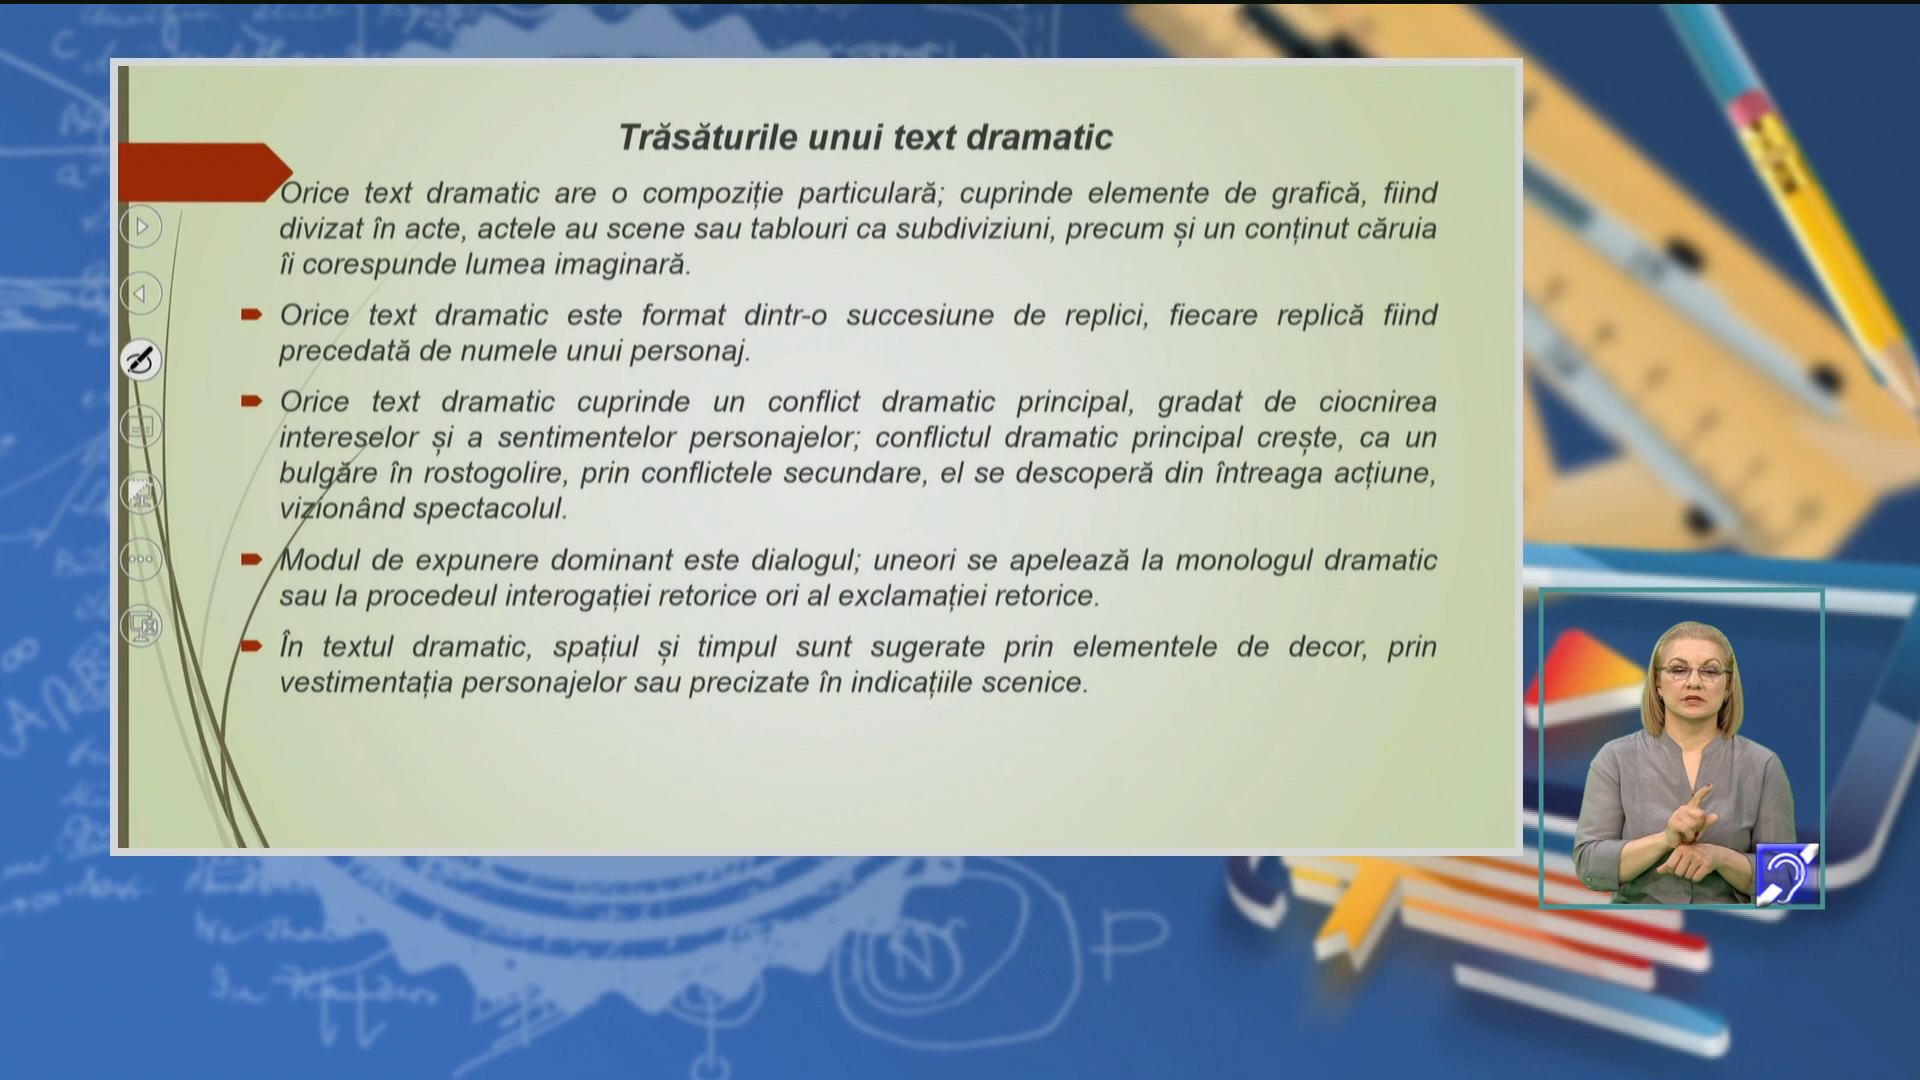 Trăsăturile unui text dramatic
Orice text dramatic are o compoziție particulară; cuprinde elemente de grafică, fiind
divizat în acte, actele au scene sau tablouri ca subdiviziuni, precum și un conținut căruia
îi corespunde lumea imaginară.
Orice text dramatic este format dintr-o succesiune de replici, fiecare replică fiind
precedată de numele unui personaj.
Orice text dramatic cuprinde un conflict dramatic principal, gradat de ciocnirea
intereselor și a sentimentelor personajelor; conflictul dramatic principal crește, ca un
bulgăre în rostogolire, prin conflictele secundare, el se descoperă din întreaga acțiune,
vizionând spectacolul.
Modul de expunere dominant este dialogul; uneori se apelează la monologul dramatic
sau la procedeul interogației retorice ori al exclamației retorice.
În textul dramatic, spațiul și timpul sunt sugerate prin elementele de decor, prin
vestimentația personajelor sau precizate în indicațiile scenice.
N
P